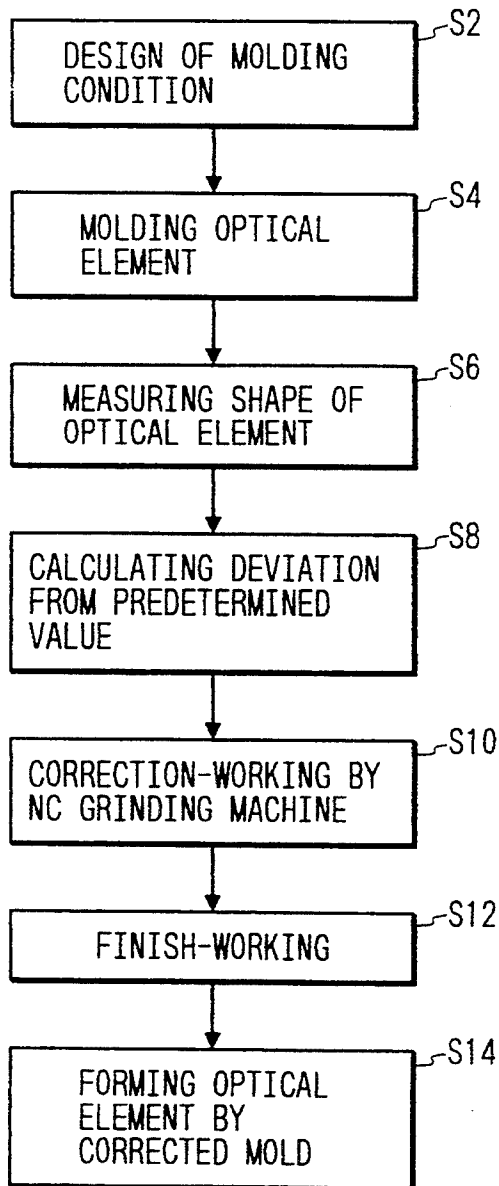 S2
DESIGN OF MOLDING
CONDITION
S4
MOLDING OPTICAL
ELEMENT
S6
MEASURING SHAPE OF
OPTICAL ELEMENT
S8
CALCULATING DEVIATION
FROM PREDETERMINED
VALUE
S10
CORRECTION-WORKING BY
NC GRINDING MACHINE
S12
FINISH-WORKING
S14
FORMING OPTICAL
ELEMENT BY
CORRECTED MOLD